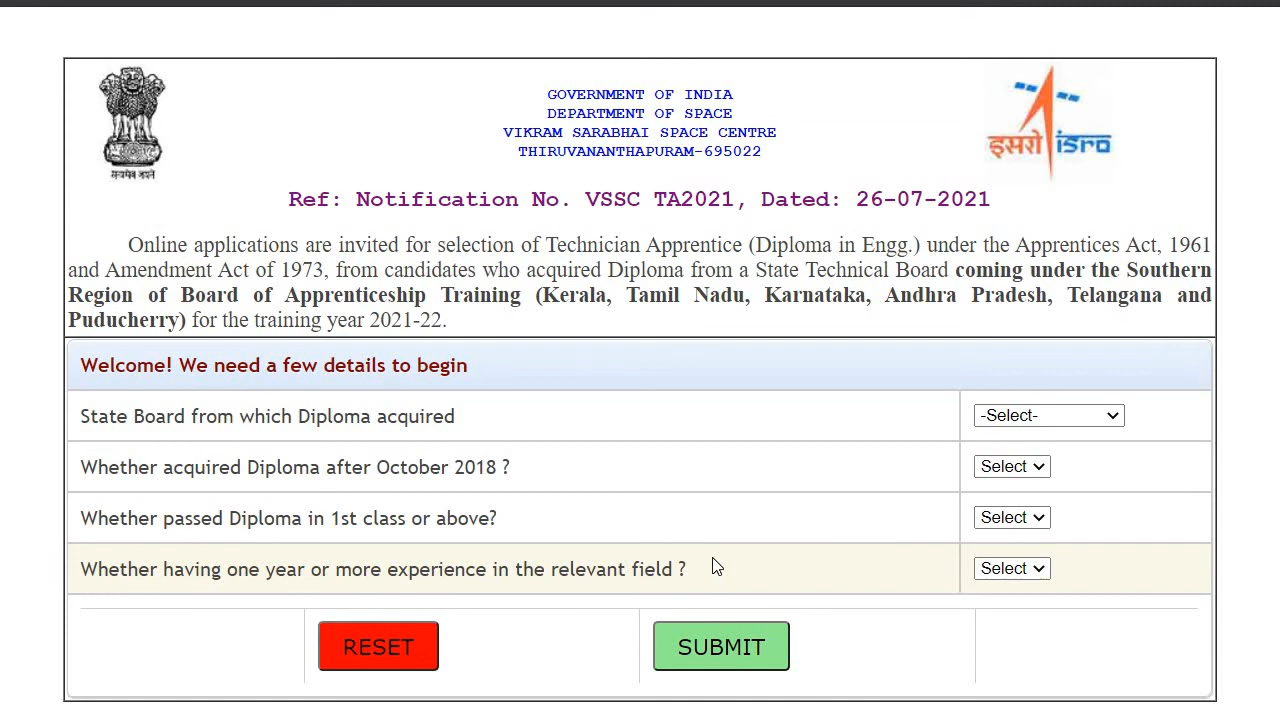 GOVERNMENT OF INDIA
DEPARTMENT OF SPACE
VIKRAM SARABHAI SPACE CENTRE
THIRUVANANTHAPURAM-695022
सत्यमेव जयते
इसरो isro
Ref: Notification No. VSSC TA2021, Dated: 26-07-2021
Online applications are invited for selection of Technician Apprentice (Diploma in Engg.) under the Apprentices Act, 1961
and Amendment Act of 1973, from candidates who acquired Diploma from a State Technical Board coming under the Southern
Region of Board of Apprenticeship Training (Kerala, Tamil Nadu, Karnataka, Andhra Pradesh, Telangana and
Puducherry) for the training year 2021-22.
Welcome! We need a few details to begin
State Board from which Diploma acquired -Select-
Whether acquired Diploma after October 2018 ? Select
Whether passed Diploma in 1st class or above? Select
Whether having one year or more experience in the relevant field ? Select
RESET SUBMIT